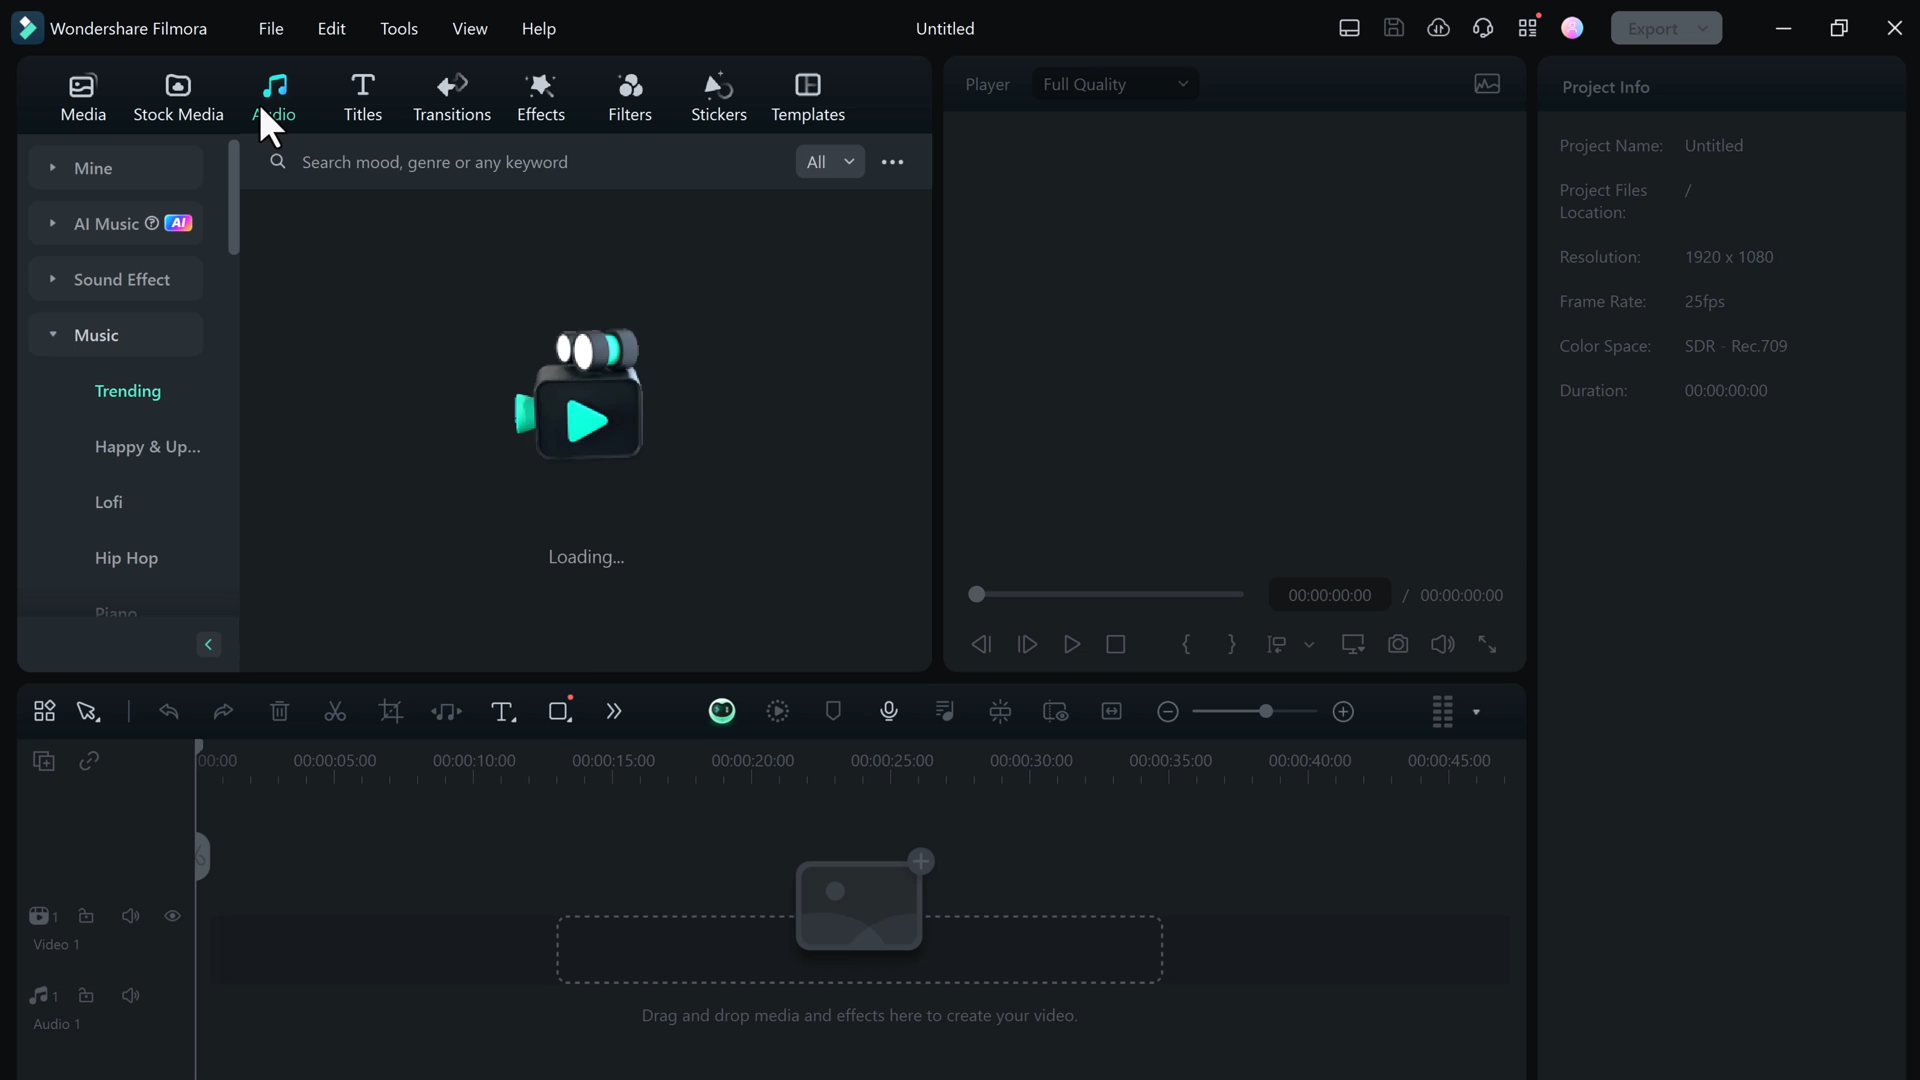 Wondershare Filmora File Edit Tools View Help Untitled Export
Media Stock Media Audio Titles Transitions Effects Filters Stickers Templates
Search mood, genre or any keyword All
Mine
AI Music AI
Sound Effect
Music
Trending
Happy & Up...
Lofi
Hip Hop
Piano
Loading...
Player Full Quality
00:00:00:00 / 00:00:00:00
Project Info
Project Name: Untitled
Project Files /
Location:
Resolution: 1920 x 1080
Frame Rate: 25fps
Color Space: SDR - Rec.709
Duration: 00:00:00:00
00:00 00:00:05:00 00:00:10:00 00:00:15:00 00:00:20:00 00:00:25:00 00:00:30:00 00:00:35:00 00:00:40:00 00:00:45:00
1
Video 1
1
Audio 1
Drag and drop media and effects here to create your video.